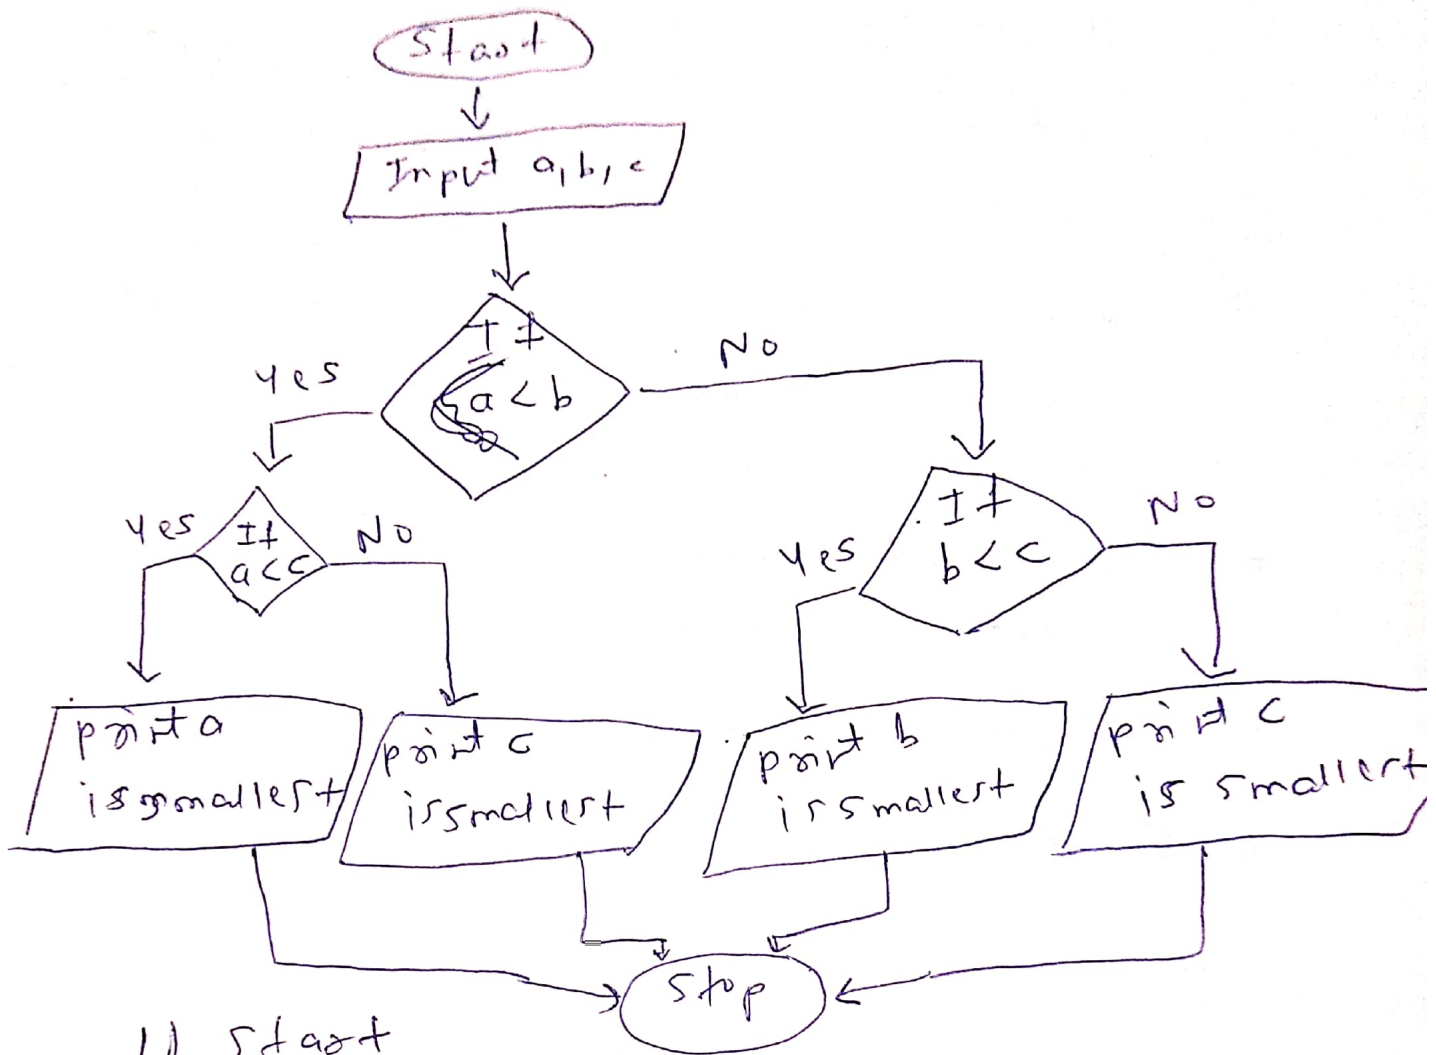 Start
Input a, b, c
If
a < b
Yes
No
If
a < c
Yes
No
If
b < c
Yes
No
print a
is smallest
print c
is smallest
print b
is smallest
print c
is smallest
Stop
1) Start